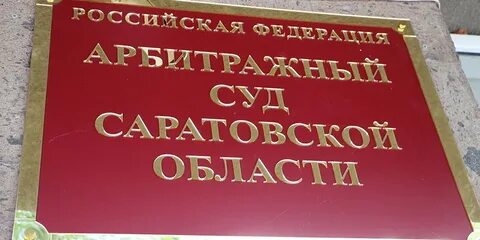 РОССИЙСКАЯ ФЕДЕРАЦИЯ
АРБИТРАЖНЫЙ
СУД
САРАТОВСКОЙ
ОБЛАСТИ